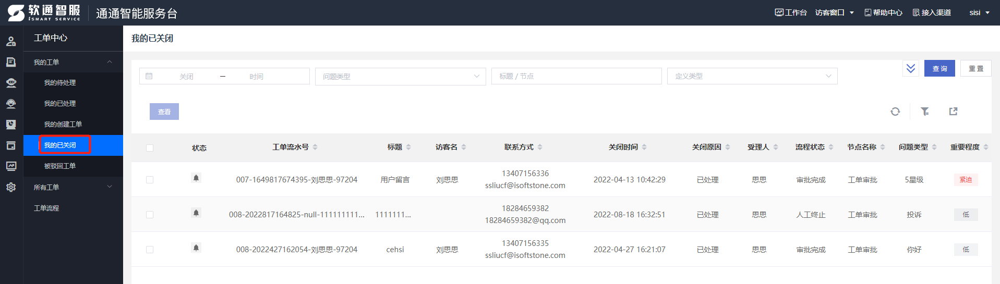 软通智服
iSMART SERVICE
通通智能服务台
工作台 访客窗口 帮助中心 接入渠道 sisi
工单中心
我的工单
我的待处理
我的已处理
我的创建工单
我的已关闭
被驳回工单
所有工单
工单流程
我的已关闭
关闭 — 时间 问题类型 标题 / 节点 定义类型 查 询 重 置
查看
状态 工单流水号 标题 访客名 联系方式 关闭时间 关闭原因 受理人 流程状态 节点名称 问题类型 重要程度
13407156336
007-1649817674395-刘思思-97204 用户留言 刘思思 2022-04-13 10:42:29 已处理 思思 审批完成 工单审批 5星级 紧迫
ssliucf@isoftstone.com
18284659382
008-2022817164825-null-111111111... 1111111... 2022-08-18 16:32:51 已处理 思思 人工终止 工单审批 投诉 低
18284659382@qq.com
13407156335
008-2022427162054-刘思思-97204 cehsi 刘思思 2022-04-27 16:21:07 已处理 思思 审批完成 工单审批 你好 低
ssliucf@isoftstone.com